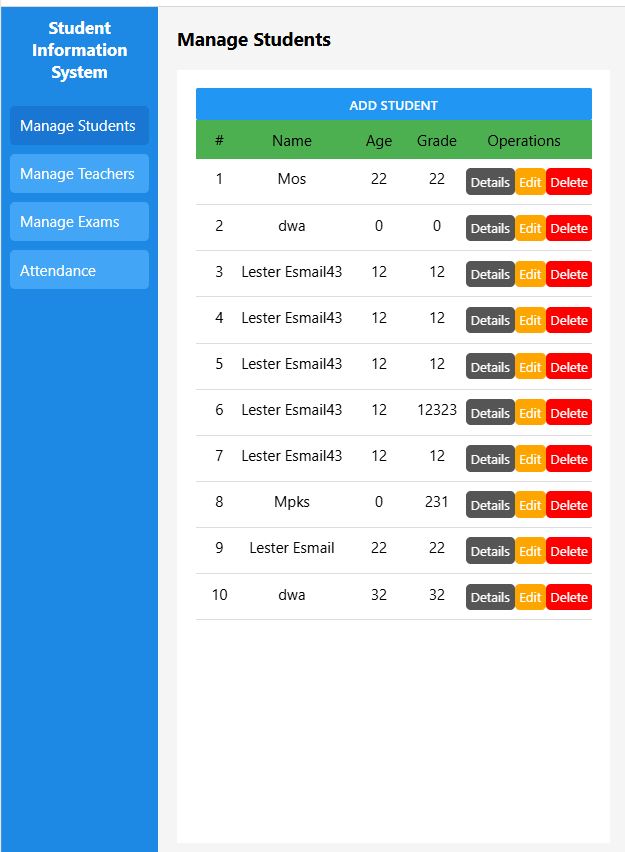 Student
Information
System
Manage Students
Manage Teachers
Manage Exams
Attendance
Manage Students
ADD STUDENT
# Name Age Grade Operations
1 Mos 22 22 Details Edit Delete
2 dwa 0 0 Details Edit Delete
3 Lester Esmail43 12 12 Details Edit Delete
4 Lester Esmail43 12 12 Details Edit Delete
5 Lester Esmail43 12 12 Details Edit Delete
6 Lester Esmail43 12 12323 Details Edit Delete
7 Lester Esmail43 12 12 Details Edit Delete
8 Mpks 0 231 Details Edit Delete
9 Lester Esmail 22 22 Details Edit Delete
10 dwa 32 32 Details Edit Delete